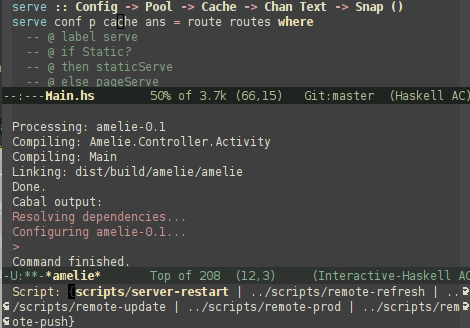 serve :: Config -> Pool -> Cache -> Chan Text -> Snap ()
serve conf p cache ans = route routes where
-- @ label serve
-- @ if Static?
-- @ then staticServe
-- @ else pageServe
--:---Main.hs 50% of 3.7k (66,15) Git:master (Haskell AC)
Processing: amelie-0.1
Compiling: Amelie.Controller.Activity
Compiling: Main
Linking: dist/build/amelie/amelie
Done.
Cabal output:
Resolving dependencies...
Configuring amelie-0.1...
>
Command finished.
-U:**-*amelie* Top of 208 (12,3) (Interactive-Haskell AC
Script: {scripts/server-restart | ../scripts/remote-refresh | ..
/scripts/remote-update | ../scripts/remote-prod | ../scripts/rem
ote-push}